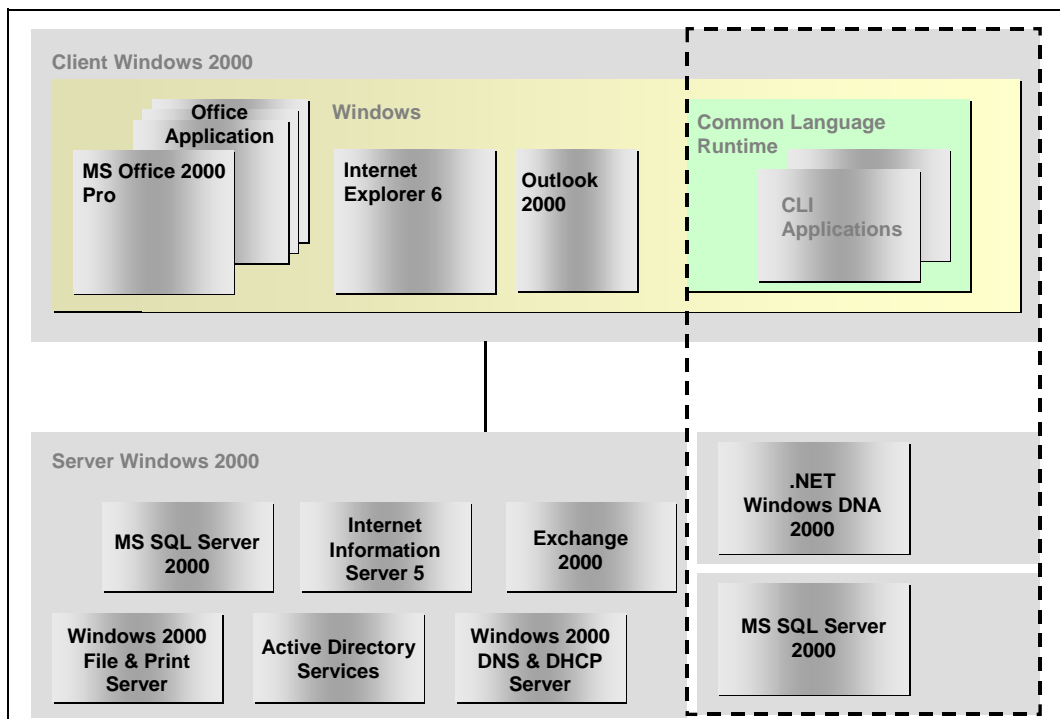 Client Windows 2000
Office
Application
Windows
MS Office 2000
Pro
Internet
Explorer 6
Outlook
2000
Common Language
Runtime
CLI
Applications
Server Windows 2000
MS SQL Server
2000
Internet
Information
Server 5
Exchange
2000
Windows 2000
File & Print
Server
Active Directory
Services
Windows 2000
DNS & DHCP
Server
.NET
Windows DNA
2000
MS SQL Server
2000